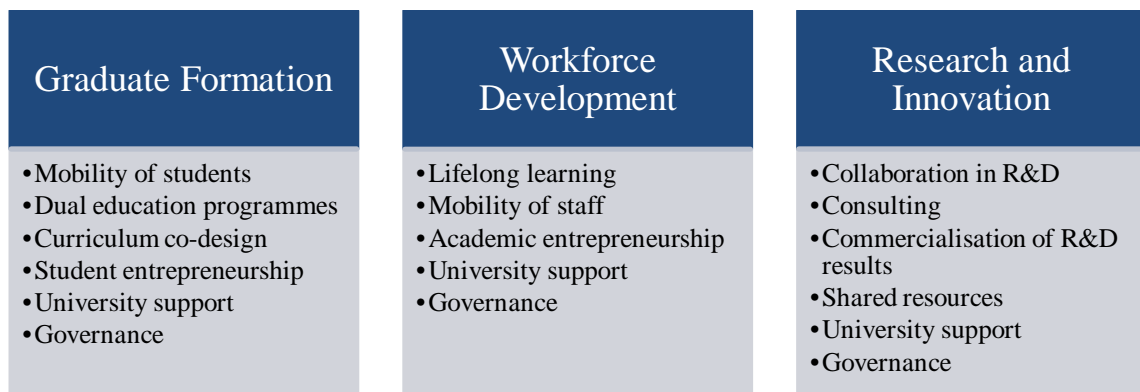 Graduate Formation
•Mobility of students
•Dual education programmes
•Curriculum co-design
•Student entrepreneurship
•University support
•Governance
Workforce
Development
•Lifelong learning
•Mobility of staff
•Academic entrepreneurship
•University support
•Governance
Research and
Innovation
•Collaboration in R&D
•Consulting
•Commercialisation of R&D
results
•Shared resources
•University support
•Governance